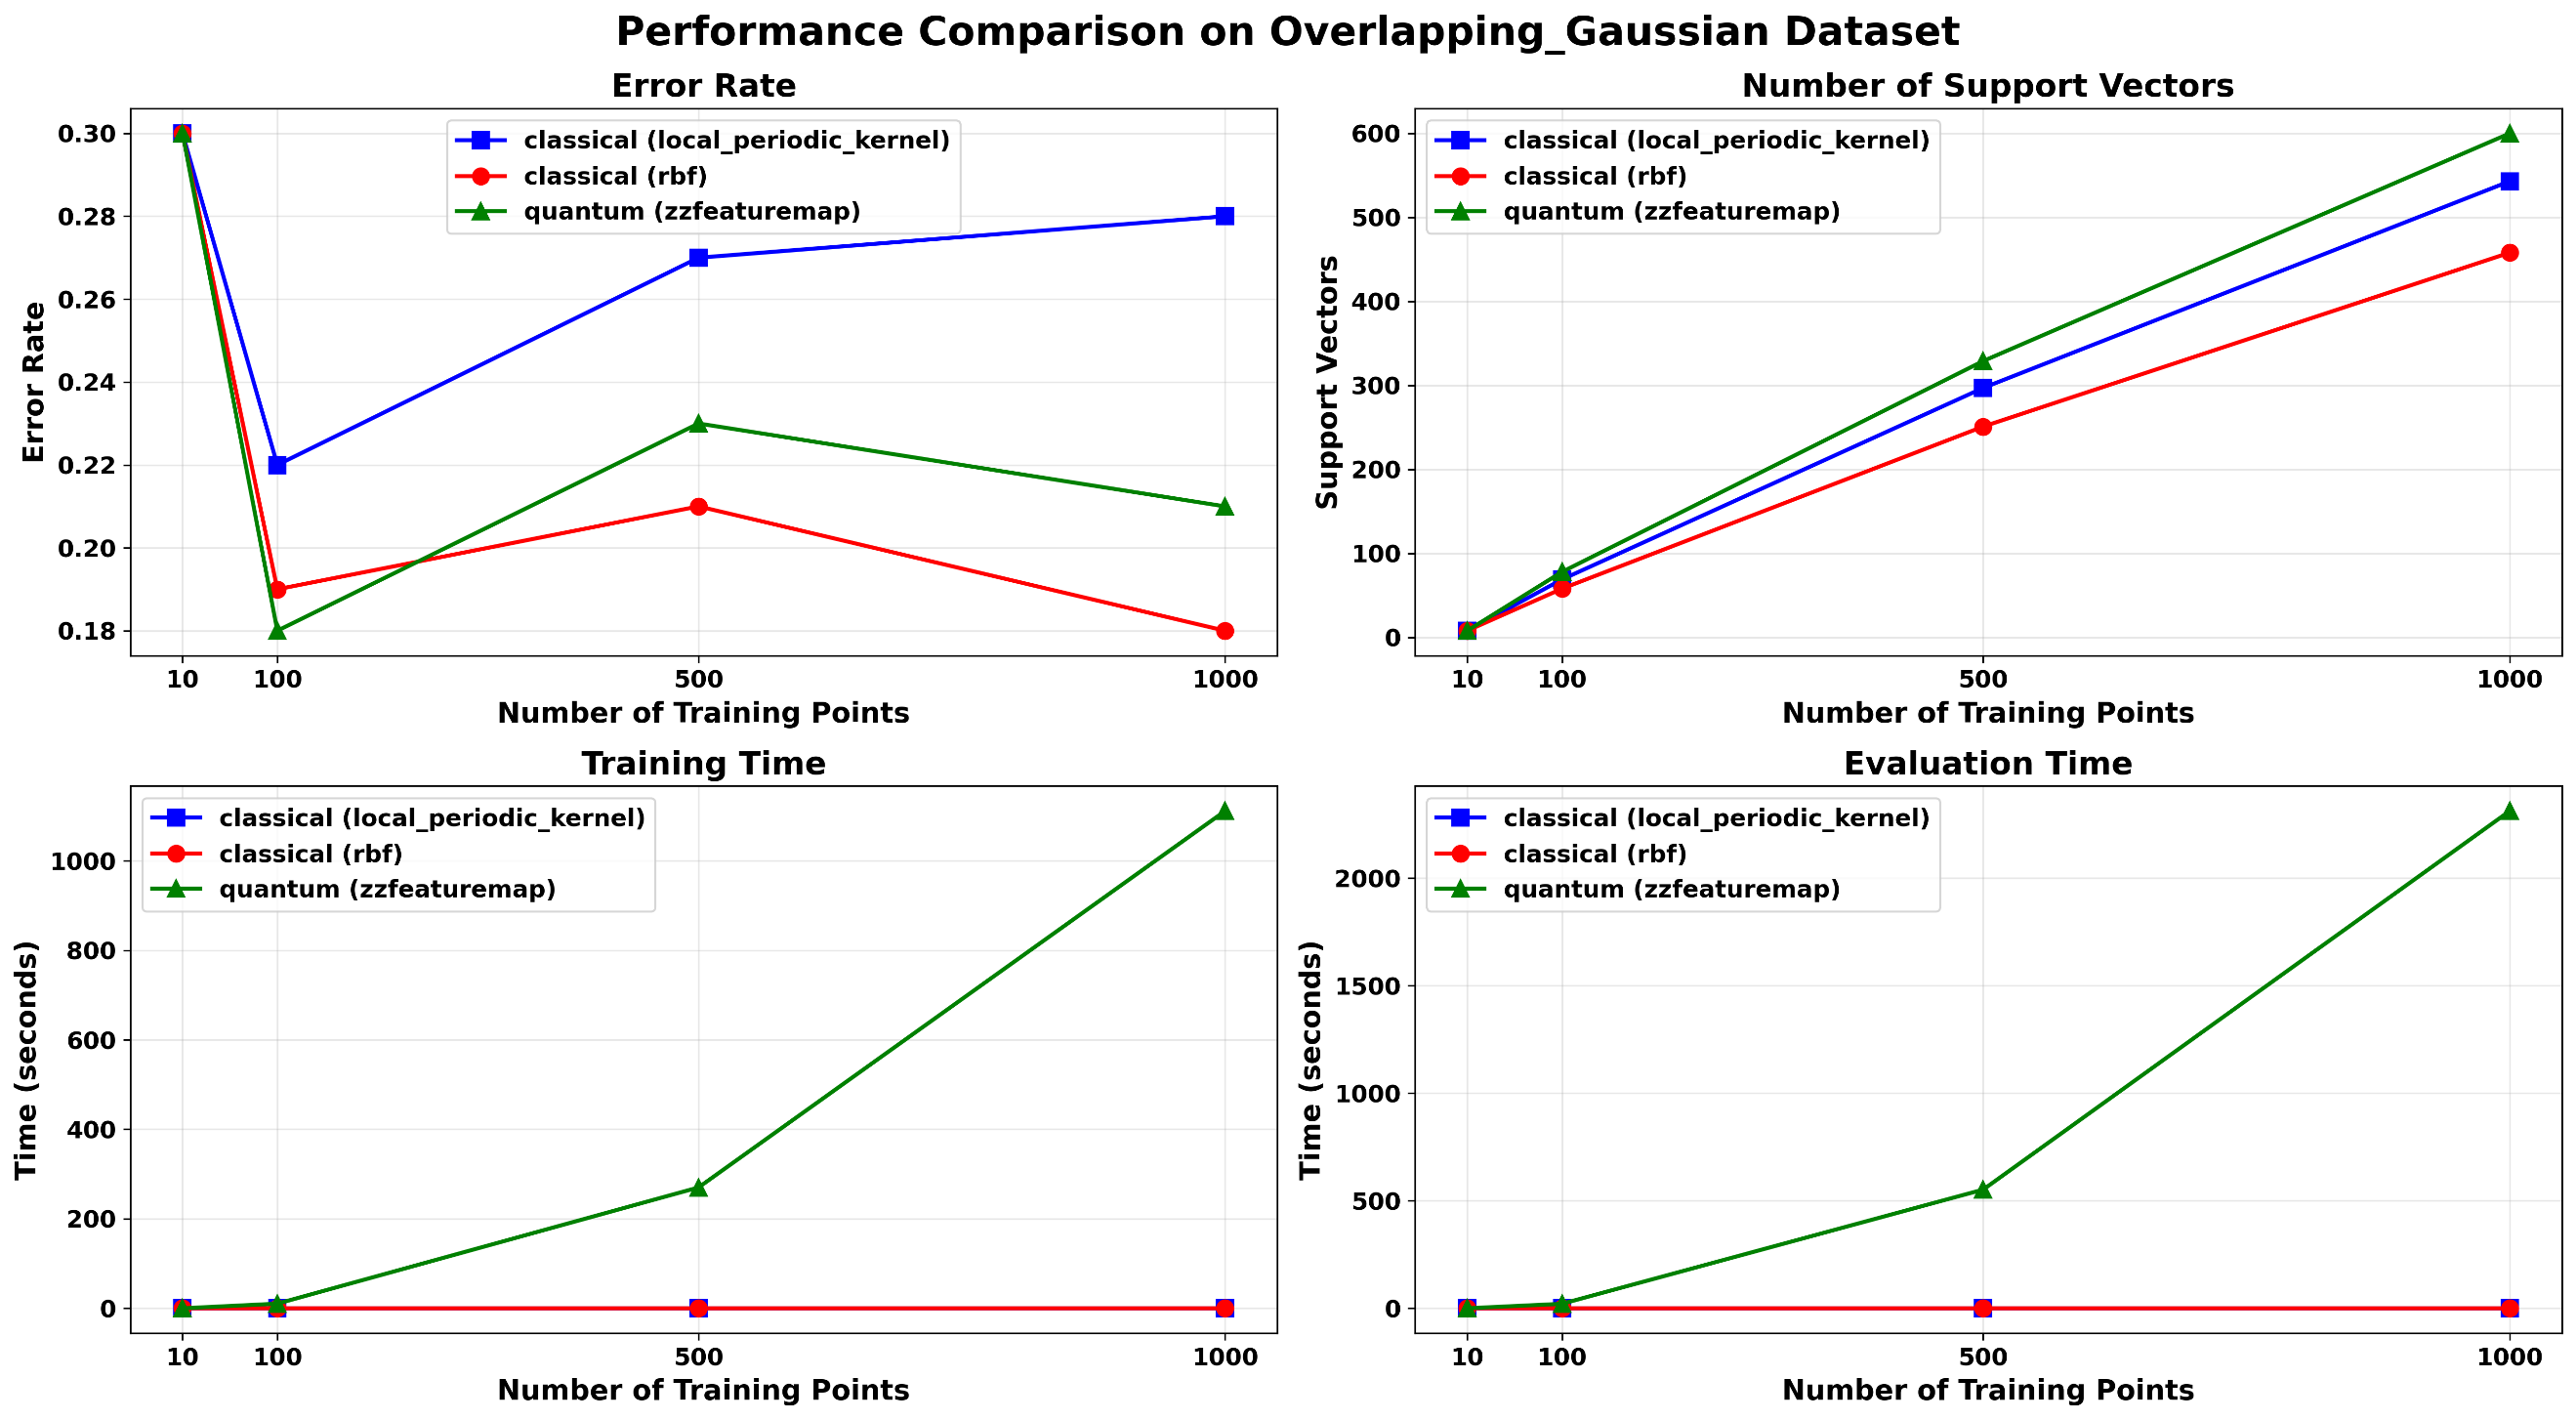 Performance Comparison on Overlapping_Gaussian Dataset
Error Rate
classical (local_periodic_kernel)
classical (rbf)
quantum (zzfeaturemap)
Error Rate
0.30
0.28
0.26
0.24
0.22
0.20
0.18
10 100 500 1000
Number of Training Points
Number of Support Vectors
classical (local_periodic_kernel)
classical (rbf)
quantum (zzfeaturemap)
Support Vectors
600
500
400
300
200
100
0
10 100 500 1000
Number of Training Points
Training Time
classical (local_periodic_kernel)
classical (rbf)
quantum (zzfeaturemap)
Time (seconds)
1000
800
600
400
200
0
10 100 500 1000
Number of Training Points
Evaluation Time
classical (local_periodic_kernel)
classical (rbf)
quantum (zzfeaturemap)
Time (seconds)
2000
1500
1000
500
0
10 100 500 1000
Number of Training Points